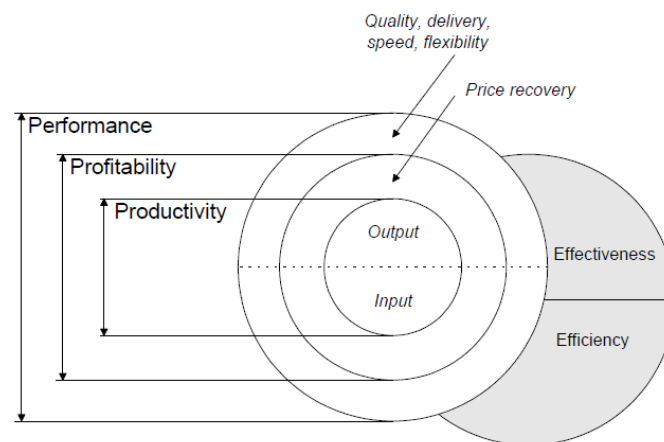 Quality, delivery,
speed, flexibility
Price recovery
Performance
Profitability
Productivity
Output
Input
Effectiveness
Efficiency